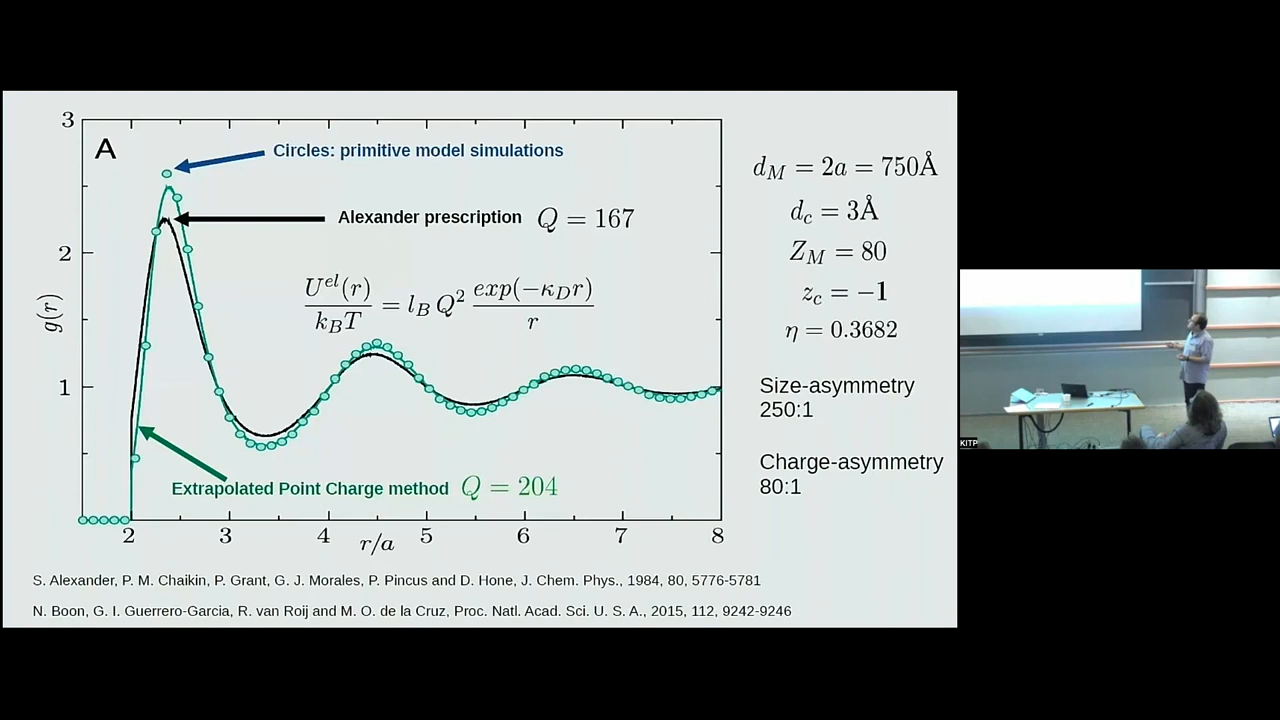 3
A
Circles: primitive model simulations
Alexander prescription Q = 167
2
U^{el}(r) / k_BT = l_B Q^2 exp(−κ_D r) / r
g(r)
1
Extrapolated Point Charge method Q = 204
2 3 4 5 6 7 8
r/a
d_M = 2a = 750Å
d_c = 3Å
Z_M = 80
z_c = −1
η = 0.3682
Size-asymmetry
250:1
Charge-asymmetry
80:1
S. Alexander, P. M. Chaikin, P. Grant, G. J. Morales, P. Pincus and D. Hone, J. Chem. Phys., 1984, 80, 5776-5781
N. Boon, G. I. Guerrero-Garcia, R. van Roij and M. O. de la Cruz, Proc. Natl. Acad. Sci. U. S. A., 2015, 112, 9242-9246
KITP